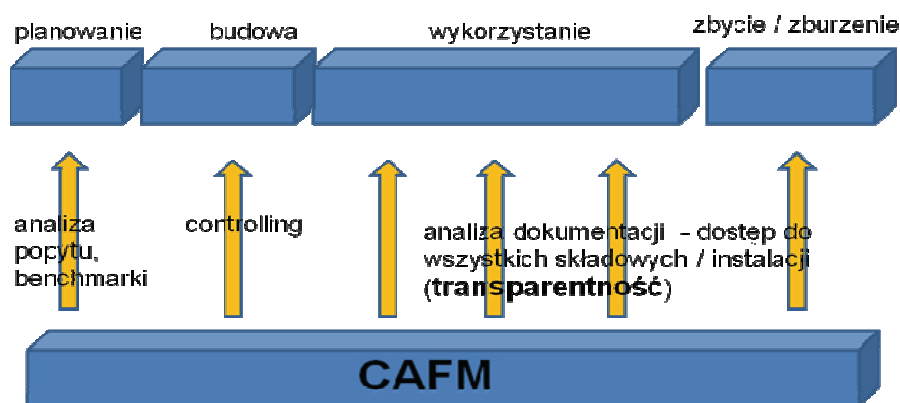 planowanie
budowa
wykorzystanie
zbycie / zburzenie
analiza
popytu,
benchmarki
controlling
analiza dokumentacji - dostęp do
wszystkich składowych / instalacji
(transparentność)
CAFM